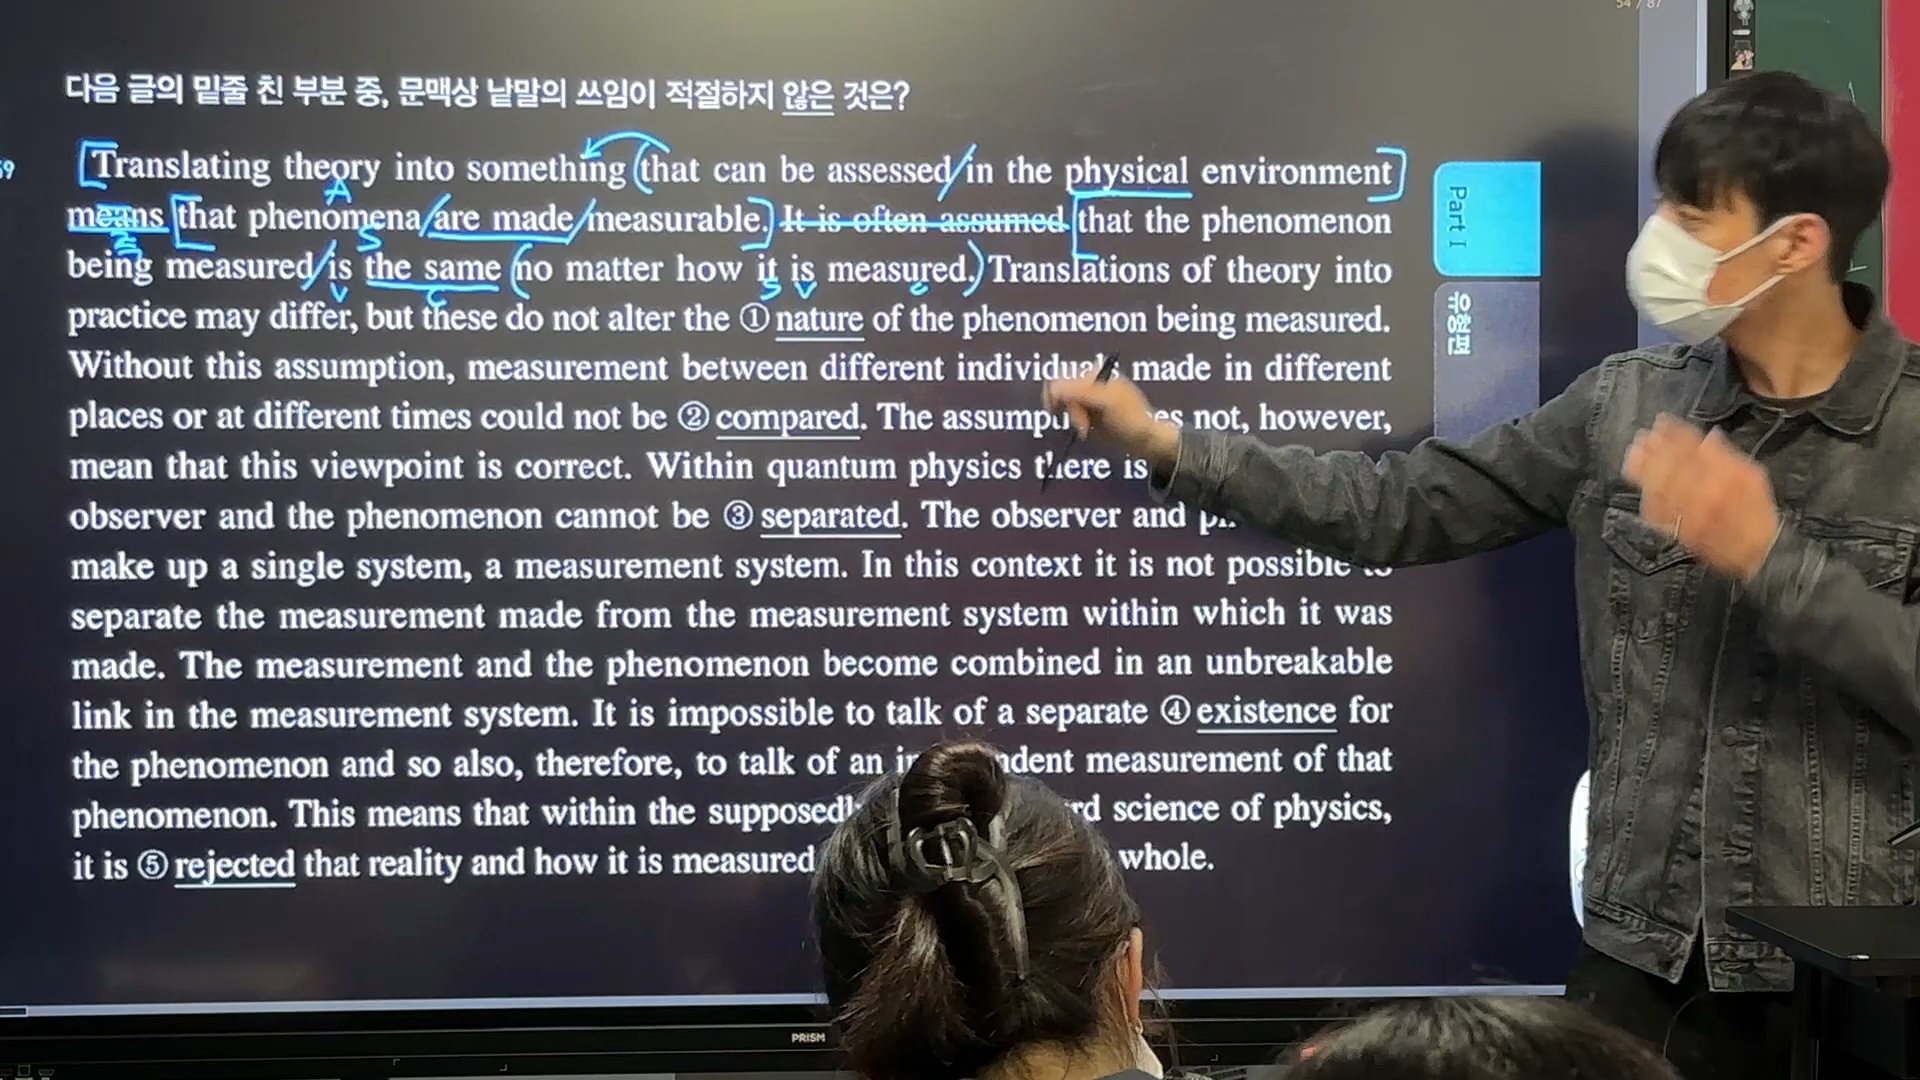 54 / 87
다음 글의 밑줄 친 부분 중, 문맥상 낱말의 쓰임이 적절하지 않은 것은?
59
Translating theory into something that can be assessed in the physical environment
means that phenomena are made measurable. It is often assumed that the phenomenon
being measured is the same no matter how it is measured. Translations of theory into
practice may differ, but these do not alter the ① nature of the phenomenon being measured.
Without this assumption, measurement between different individuals made in different
places or at different times could not be ② compared. The not, however,
mean that this viewpoint is correct. Within quantum physics there is
observer and the phenomenon cannot be ③ separated. The observer and
make up a single system, a measurement system. In this context it is not possible to
separate the measurement made from the measurement system within which it was
made. The measurement and the phenomenon become combined in an unbreakable
link in the measurement system. It is impossible to talk of a separate ④ existence for
the phenomenon and so also, therefore, to talk of an measurement of that
phenomenon. This means that within the science of physics,
it is ⑤ rejected that reality and how it is measured whole.
A
S
V
C
S
V
C
Part I
유형편
PRISM